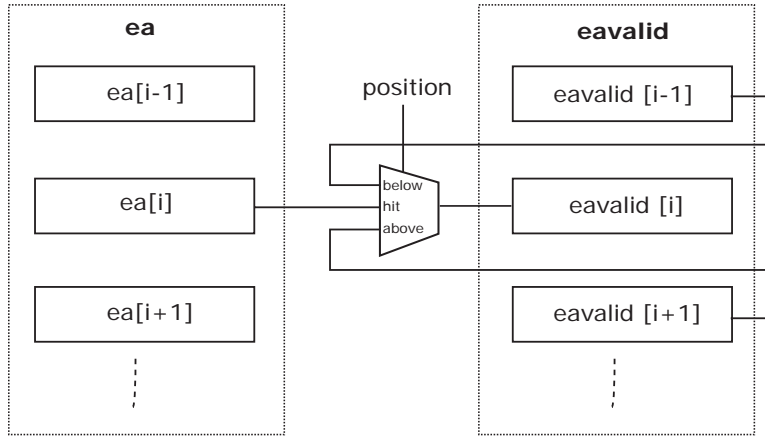 ea
eavalid
ea[i-1]
position
eavalid [i-1]
below
ea[i]
hit
eavalid [i]
above
ea[i+1]
eavalid [i+1]